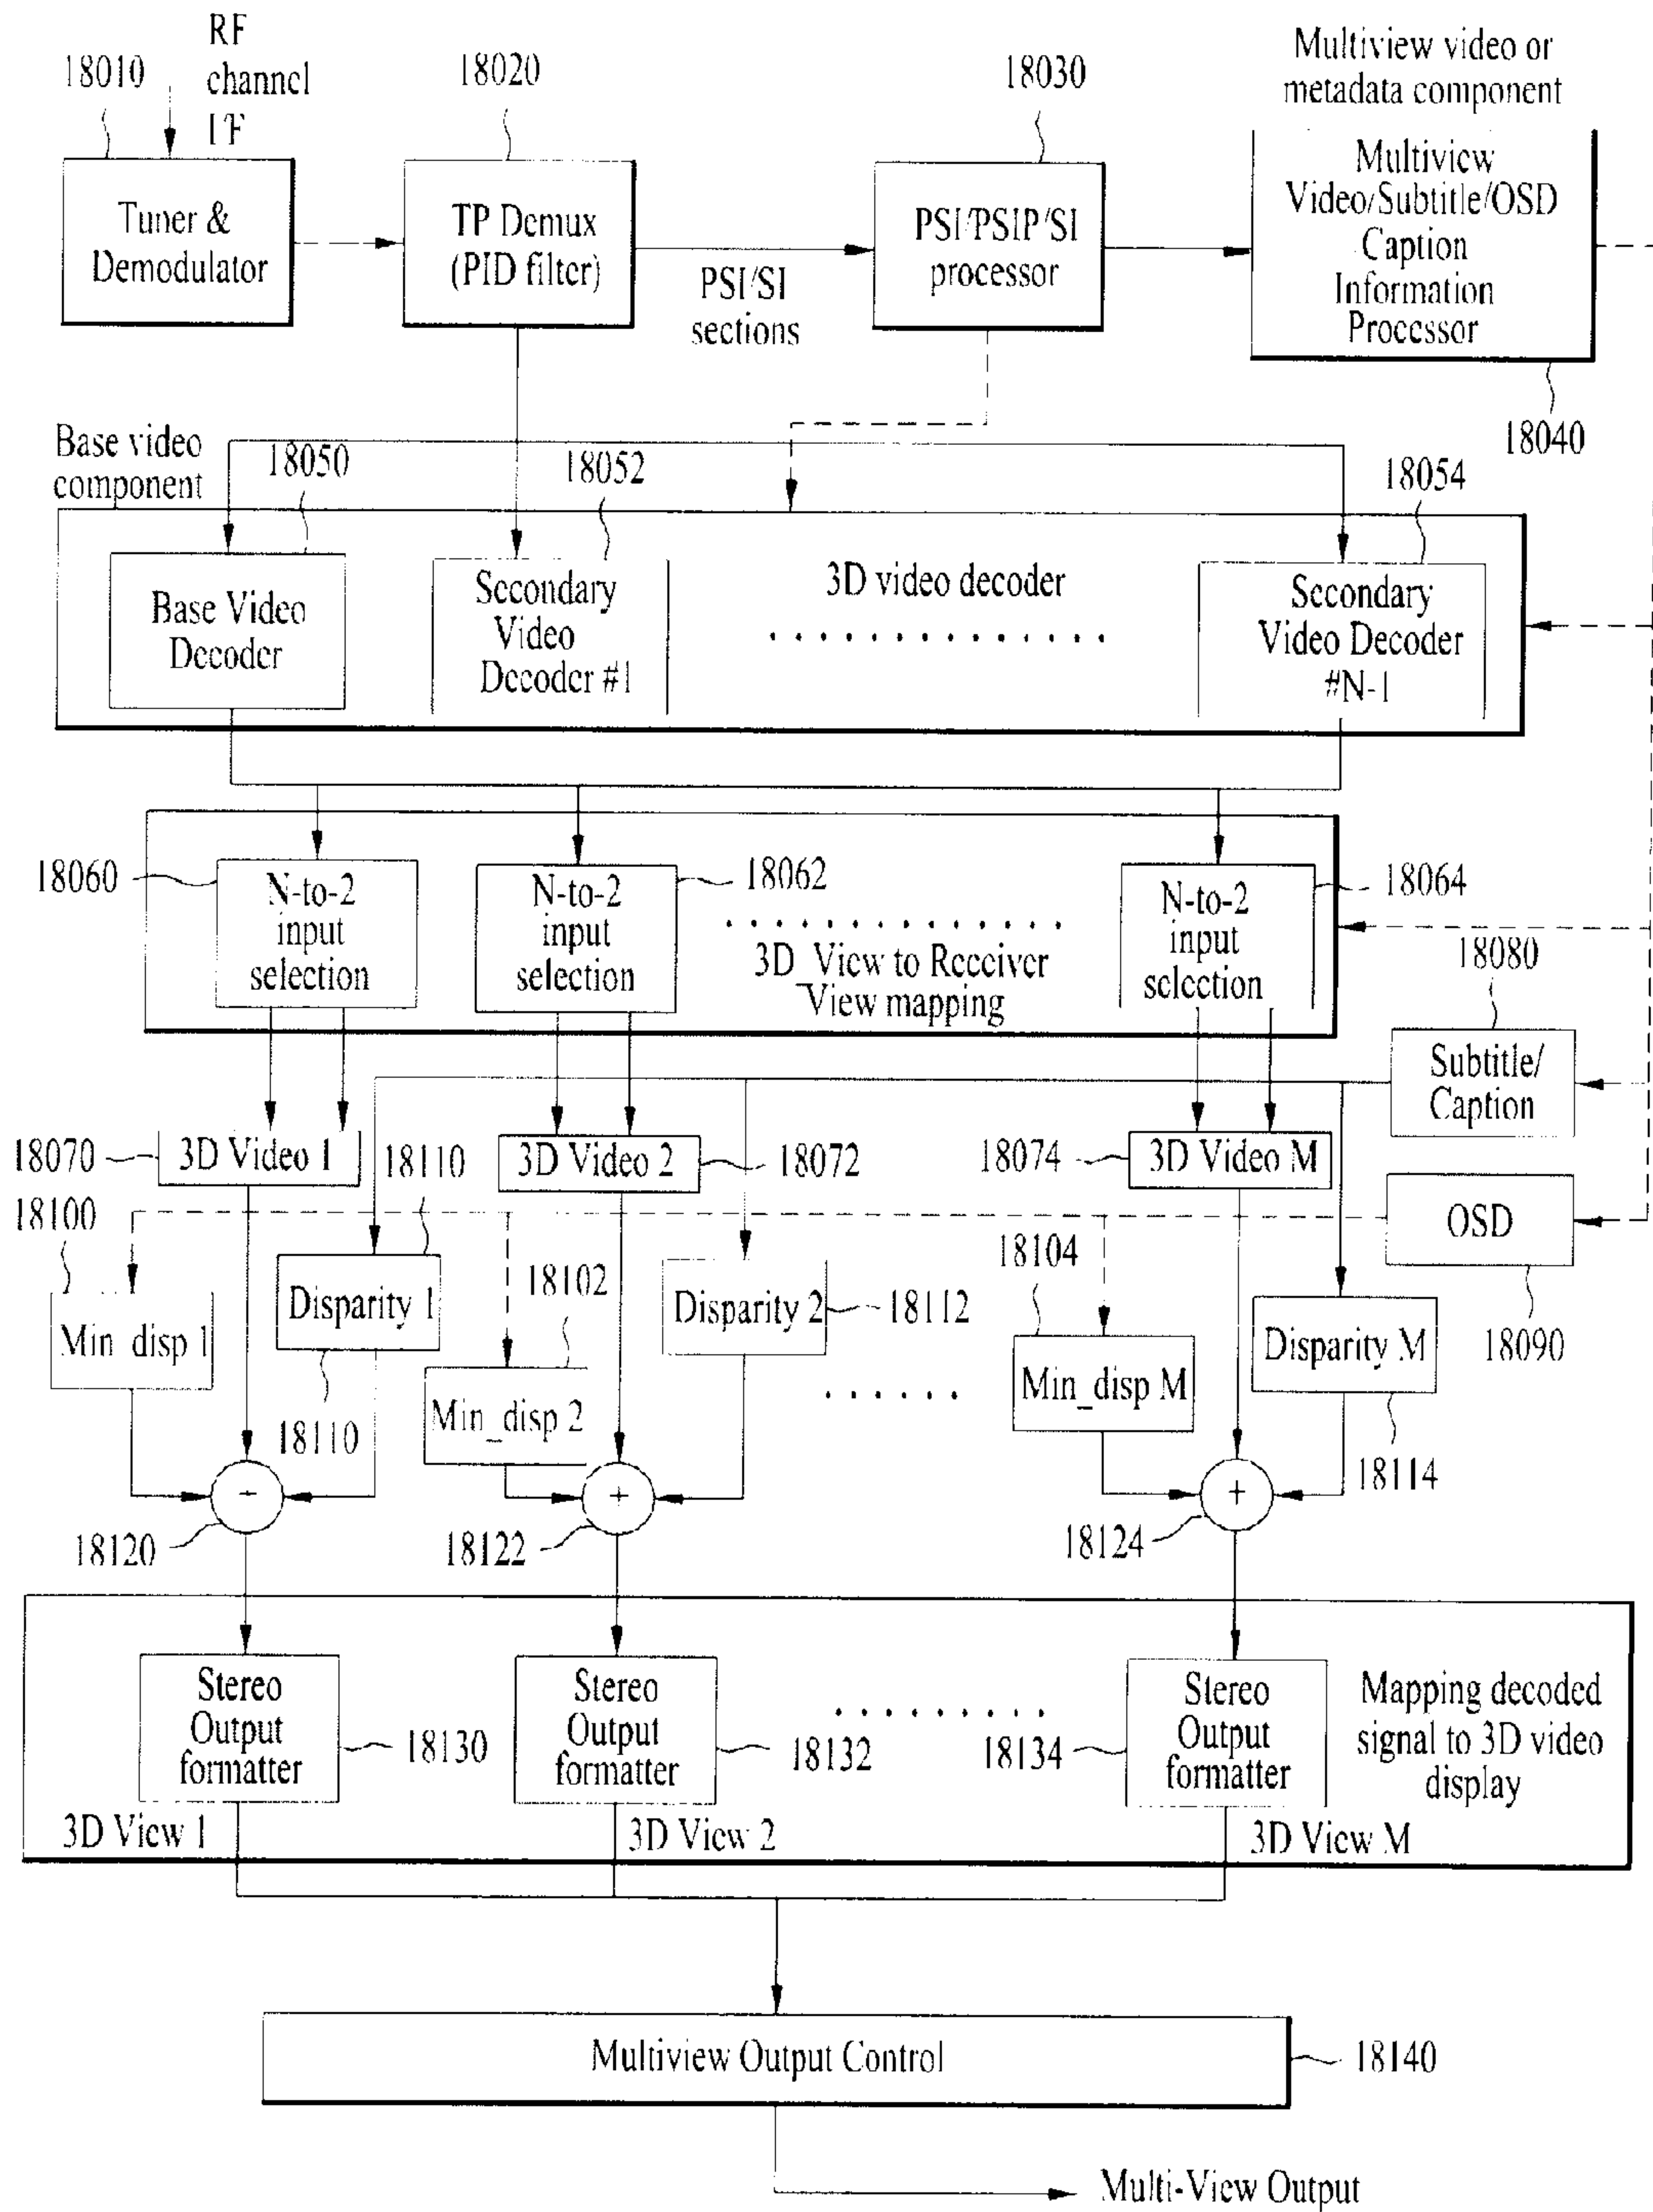 RF
channel
I/F
18010
18020
18030
Multiview video or
metadata component
Tuner &
Demodulator
TP Demux
(PID filter)
PSI/SI
sections
PSI/PSIP/SI
processor
Multiview
Video/Subtitle/OSD
Caption
Information
Processor
18040
Base video
component
18050
18052
18054
Base Video
Decoder
Secondary
Video
Decoder #1
3D video decoder
Secondary
Video Decoder
#N-1
18060
N-to-2
input
selection
N-to-2
input
selection
18062
3D_View to Receiver
_View mapping
N-to-2
input
selection
18064
18080
Subtitle/
Caption
18070
3D Video 1
18110
3D Video 2
18072
18074
3D Video M
OSD
18090
18100
Min_disp 1
Disparity 1
18110
18102
Min_disp 2
Disparity 2
18112
18104
Min_disp M
Disparity M
18114
-
18120
+
18122
+
18124
Stereo
Output
formatter
18130
Stereo
Output
formatter
18132
18134
Stereo
Output
formatter
Mapping decoded
signal to 3D video
display
3D View 1
3D View 2
3D View M
Multiview Output Control
18140
Multi-View Output